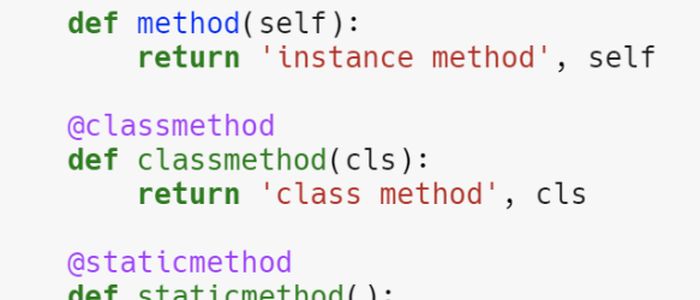 def method(self):
return 'instance method', self
@classmethod
def classmethod(cls):
return 'class method', cls
@staticmethod
def staticmethod():